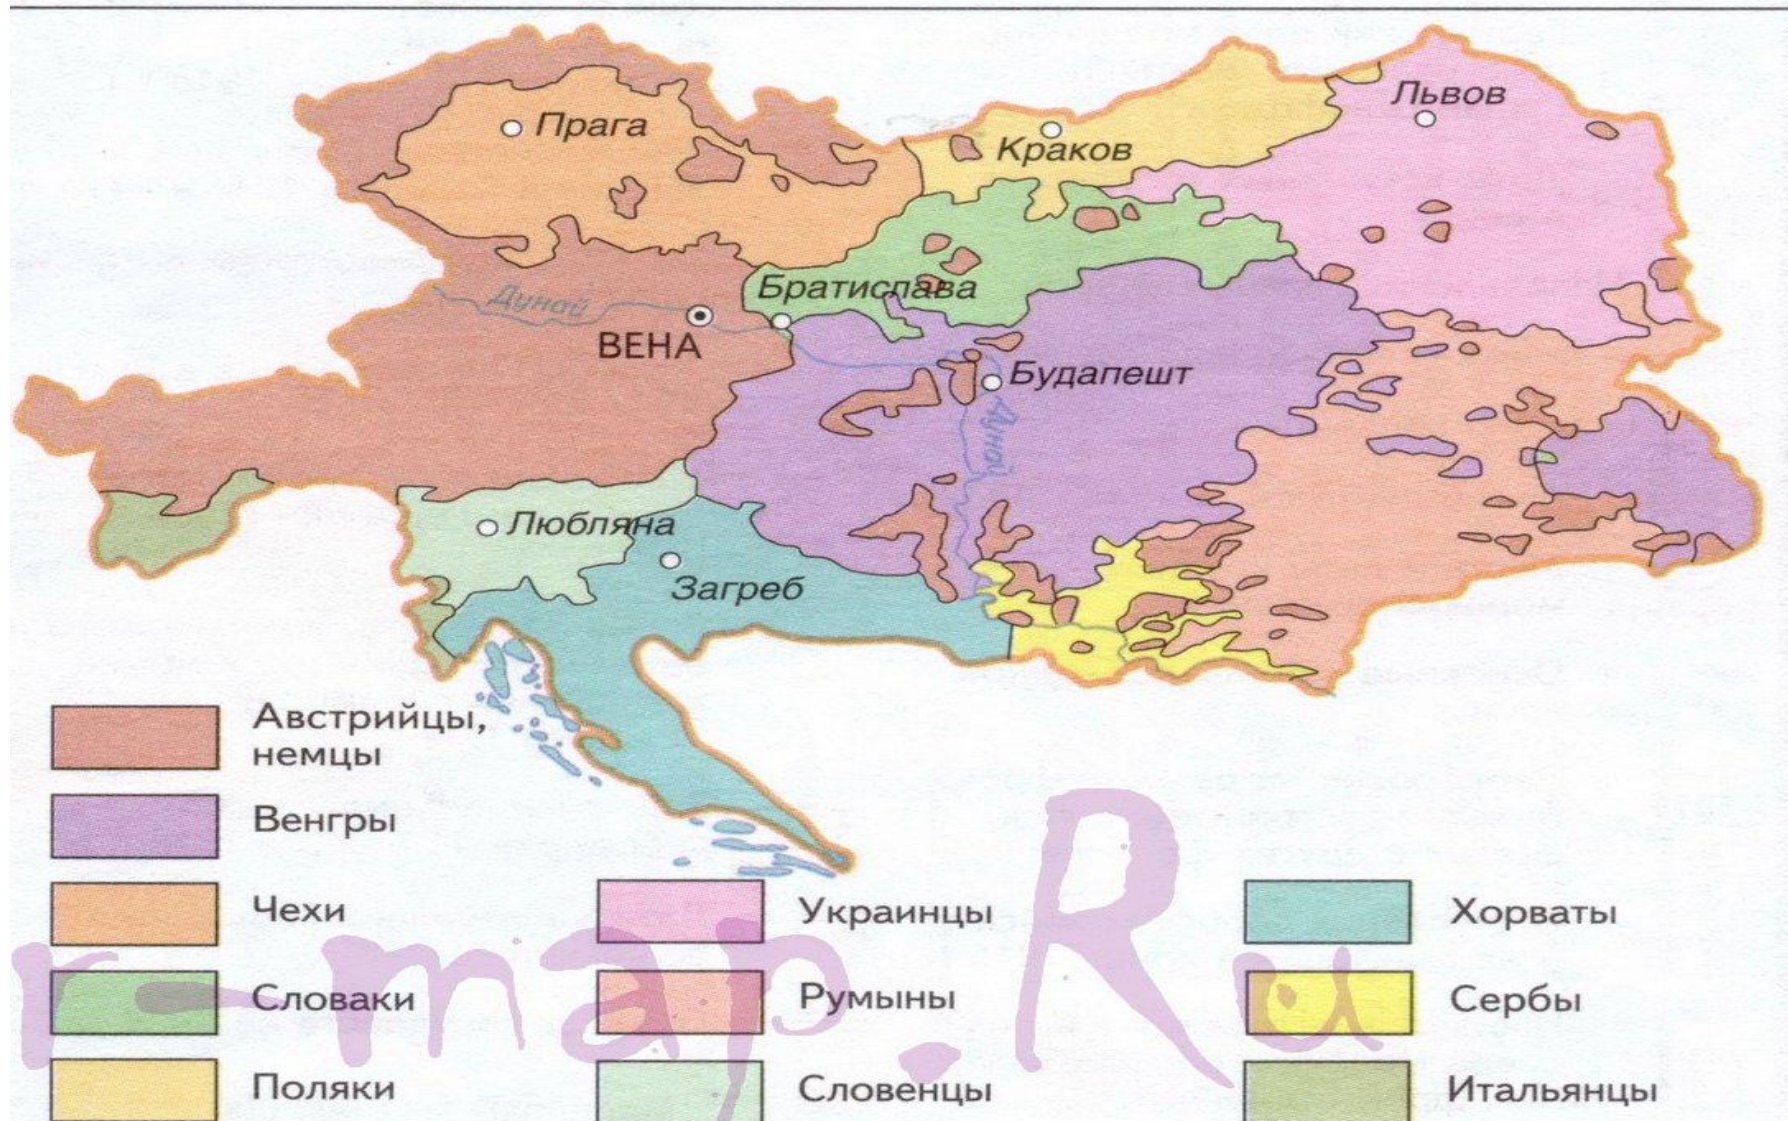 Прага
Львов
Краков
Братислава
Дунай
ВЕНА
Будапешт
Дунай
Любляна
Загреб
Австрийцы,
немцы
Венгры
Чехи
Словаки
Поляки
Украинцы
Румыны
Словенцы
Хорваты
Сербы
Итальянцы
r-map.Ru